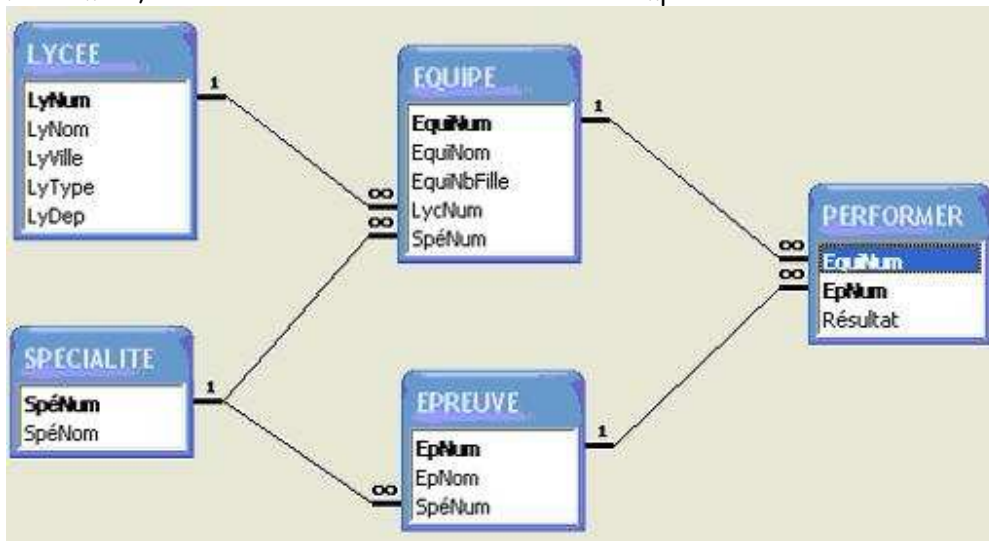 LYCEE
LyNum
LyNom
LyVille
LyType
LyDep
1
∞
∞
EQUIPE
EquiNum
EquiNom
EquiNbFille
LycNum
SpéNum
1
∞
∞
PERFORMER
EquiNum
EpNum
Résultat
SPECIALITE
SpéNum
SpéNom
1
∞
EPREUVE
EpNum
EpNom
SpéNum
1